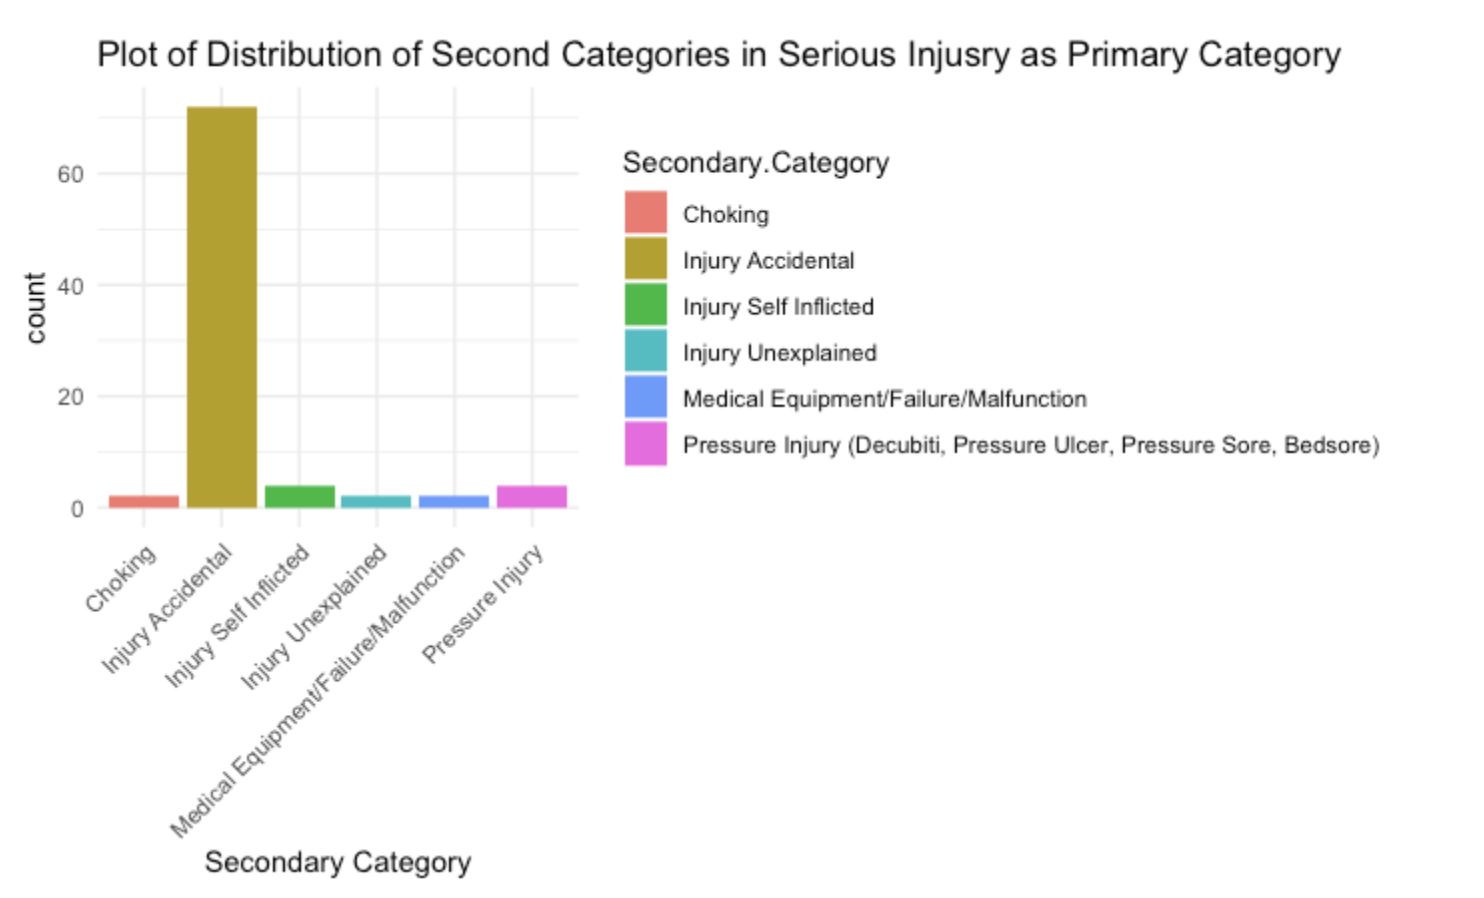 Plot of Distribution of Second Categories in Serious Injusry as Primary Category
count
60
40
20
0
Choking
Injury Accidental
Injury Self Inflicted
Injury Unexplained
Medical Equipment/Failure/Malfunction
Pressure Injury
Secondary Category
Secondary.Category
Choking
Injury Accidental
Injury Self Inflicted
Injury Unexplained
Medical Equipment/Failure/Malfunction
Pressure Injury (Decubiti, Pressure Ulcer, Pressure Sore, Bedsore)